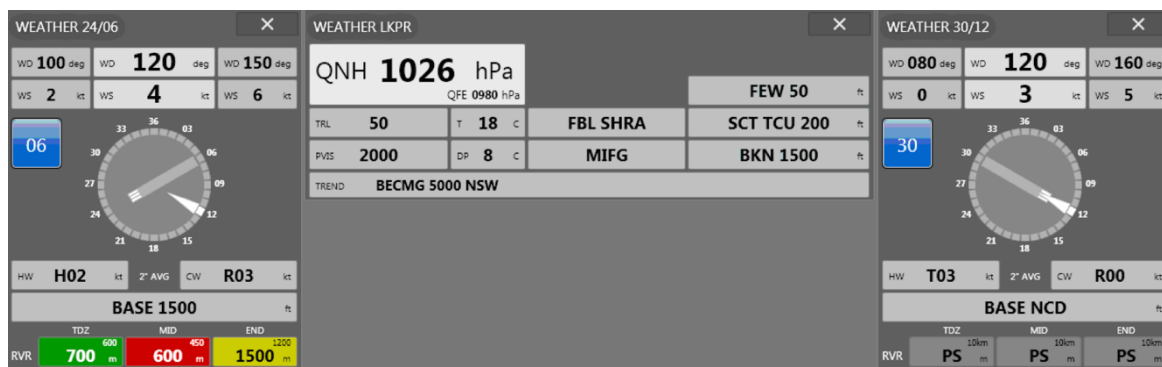 WEATHER 24/06
WD 100 deg WD 120 deg WD 150 deg
WS 2 kt WS 4 kt WS 6 kt
06
36
33 03
30 06
27 09
24 12
21 15
18
HW H02 kt 2" AVG CW R03 kt
BASE 1500 ft
TDZ MID END
600 450 1200
RVR 700 m 600 m 1500 m
WEATHER LKPR
QNH 1026 hPa
QFE 0980 hPa
FEW 50 ft
TRL 50 T 18 C FBL SHRA SCT TCU 200 ft
PVIS 2000 DP 8 C MIFG BKN 1500 ft
TREND BECMG 5000 NSW
WEATHER 30/12
WD 080 deg WD 120 deg WD 160 deg
WS 0 kt WS 3 kt WS 5 kt
30
36
33 03
30 06
27 09
24 12
21 15
18
HW T03 kt 2" AVG CW R00 kt
BASE NCD ft
TDZ MID END
10km 10km 10km
RVR PS m PS m PS m